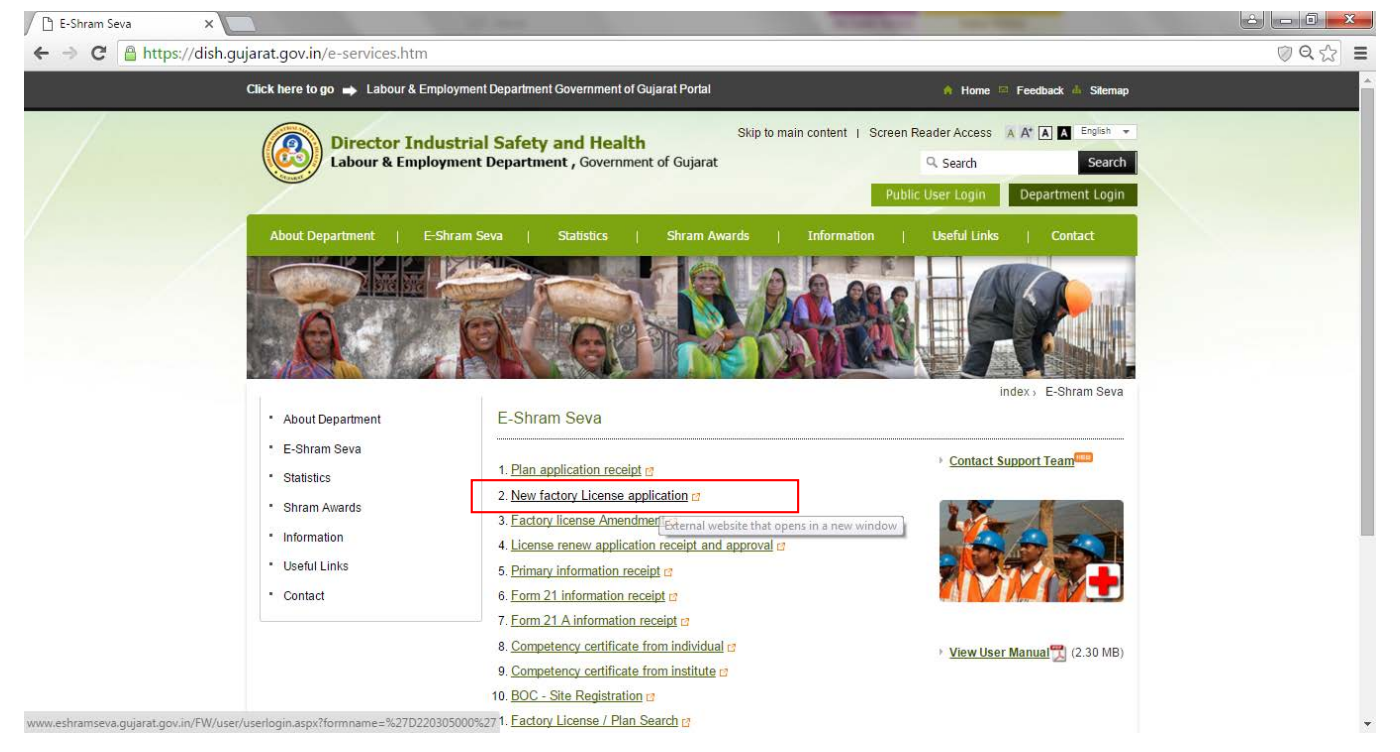 E-Shram Seva
https://dish.gujarat.gov.in/e-services.htm
Click here to go Labour & Employment Department Government of Gujarat Portal
Home Feedback Sitemap
Skip to main content | Screen Reader Access A A+ A A English
Director Industrial Safety and Health
Labour & Employment Department , Government of Gujarat
Search Search
Public User Login Department Login
About Department | E-Shram Seva | Statistics | Shram Awards | Information | Useful Links | Contact
index › E-Shram Seva
About Department
E-Shram Seva
Statistics
Shram Awards
Information
Useful Links
Contact
E-Shram Seva
1. Plan application receipt
2. New factory License application
3. Factory license Amendment
External website that opens in a new window
4. License renew application receipt and approval
5. Primary information receipt
6. Form 21 information receipt
7. Form 21 A information receipt
8. Competency certificate from individual
9. Competency certificate from institute
10. BOC - Site Registration
1. Factory License / Plan Search
Contact Support Team
View User Manual (2.30 MB)
www.eshramseva.gujarat.gov.in/FW/user/userlogin.aspx?formname=%27D220305000%27